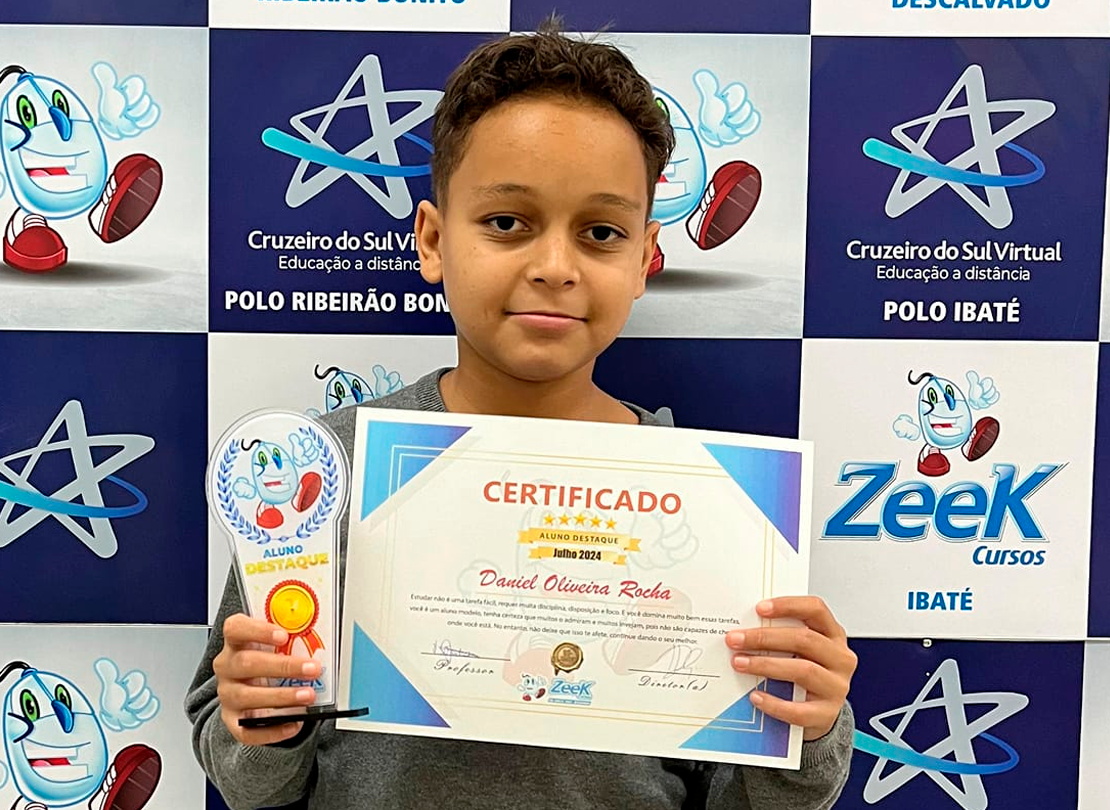 RIBEIRÃO BONITO
DESCALVADO
Cruzeiro do Sul Vi
Educação a distânc
POLO RIBEIRÃO BON
Cruzeiro do Sul Virtual
Educação a distância
POLO IBATÉ
ZeeK
Cursos
IBATÉ
ALUNO
DESTAQUE
ZeeK
CERTIFICADO
ALUNO DESTAQUE
Julho 2024
Daniel Oliveira Rocha
Estudar não é uma tarefa fácil, requer muita disciplina, disposição e foco. E você domina muito bem essas tarefas,
você é um aluno modelo, tenha certeza que muitos o admiram e muitos invejam, pois não são capazes de che
onde você está. No entanto, não deixe que isso te afete, continue dando o seu melhor.
Professor
Diretor(a)
ZeeK